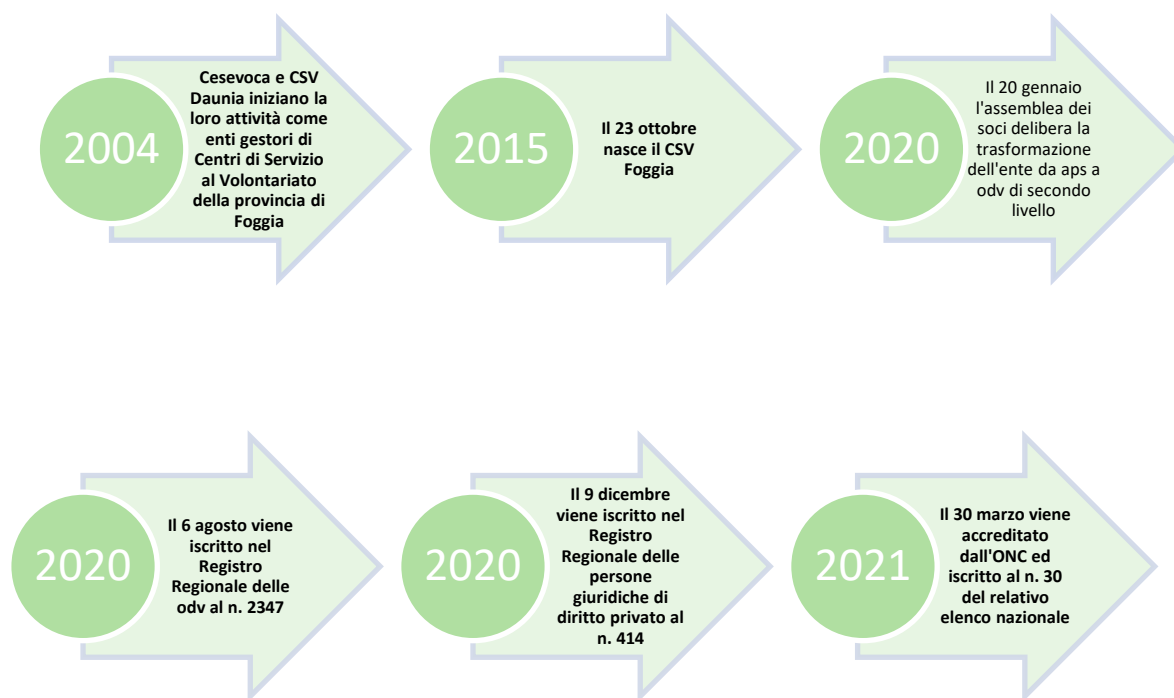 2004
Cesevoca e CSV
Daunia iniziano la
loro attività come
enti gestori di
Centri di Servizio
al Volontariato
della provincia di
Foggia
2015
Il 23 ottobre
nasce il CSV
Foggia
2020
Il 20 gennaio
l'assemblea dei
soci delibera la
trasformazione
dell'ente da aps a
odv di secondo
livello
2020
Il 6 agosto viene
iscritto nel
Registro
Regionale delle
odv al n. 2347
2020
Il 9 dicembre
viene iscritto nel
Registro
Regionale delle
persone
giuridiche di
diritto privato al
n. 414
2021
Il 30 marzo viene
accreditato
dall'ONC ed
iscritto al n. 30
del relativo
elenco nazionale